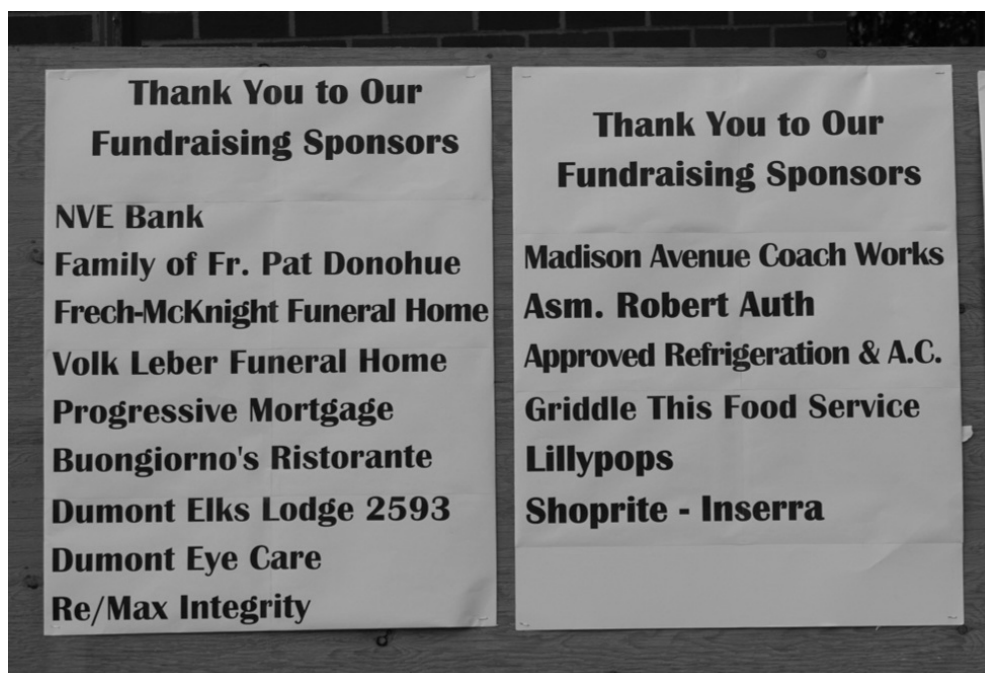 Thank You to Our
Fundraising Sponsors
NVE Bank
Family of Fr. Pat Donohue
Frech-McKnight Funeral Home
Volk Leber Funeral Home
Progressive Mortgage
Buongiorno's Ristorante
Dumont Elks Lodge 2593
Dumont Eye Care
Re/Max Integrity
Thank You to Our
Fundraising Sponsors
Madison Avenue Coach Works
Asm. Robert Auth
Approved Refrigeration & A.C.
Griddle This Food Service
Lillypops
Shoprite - Inserra